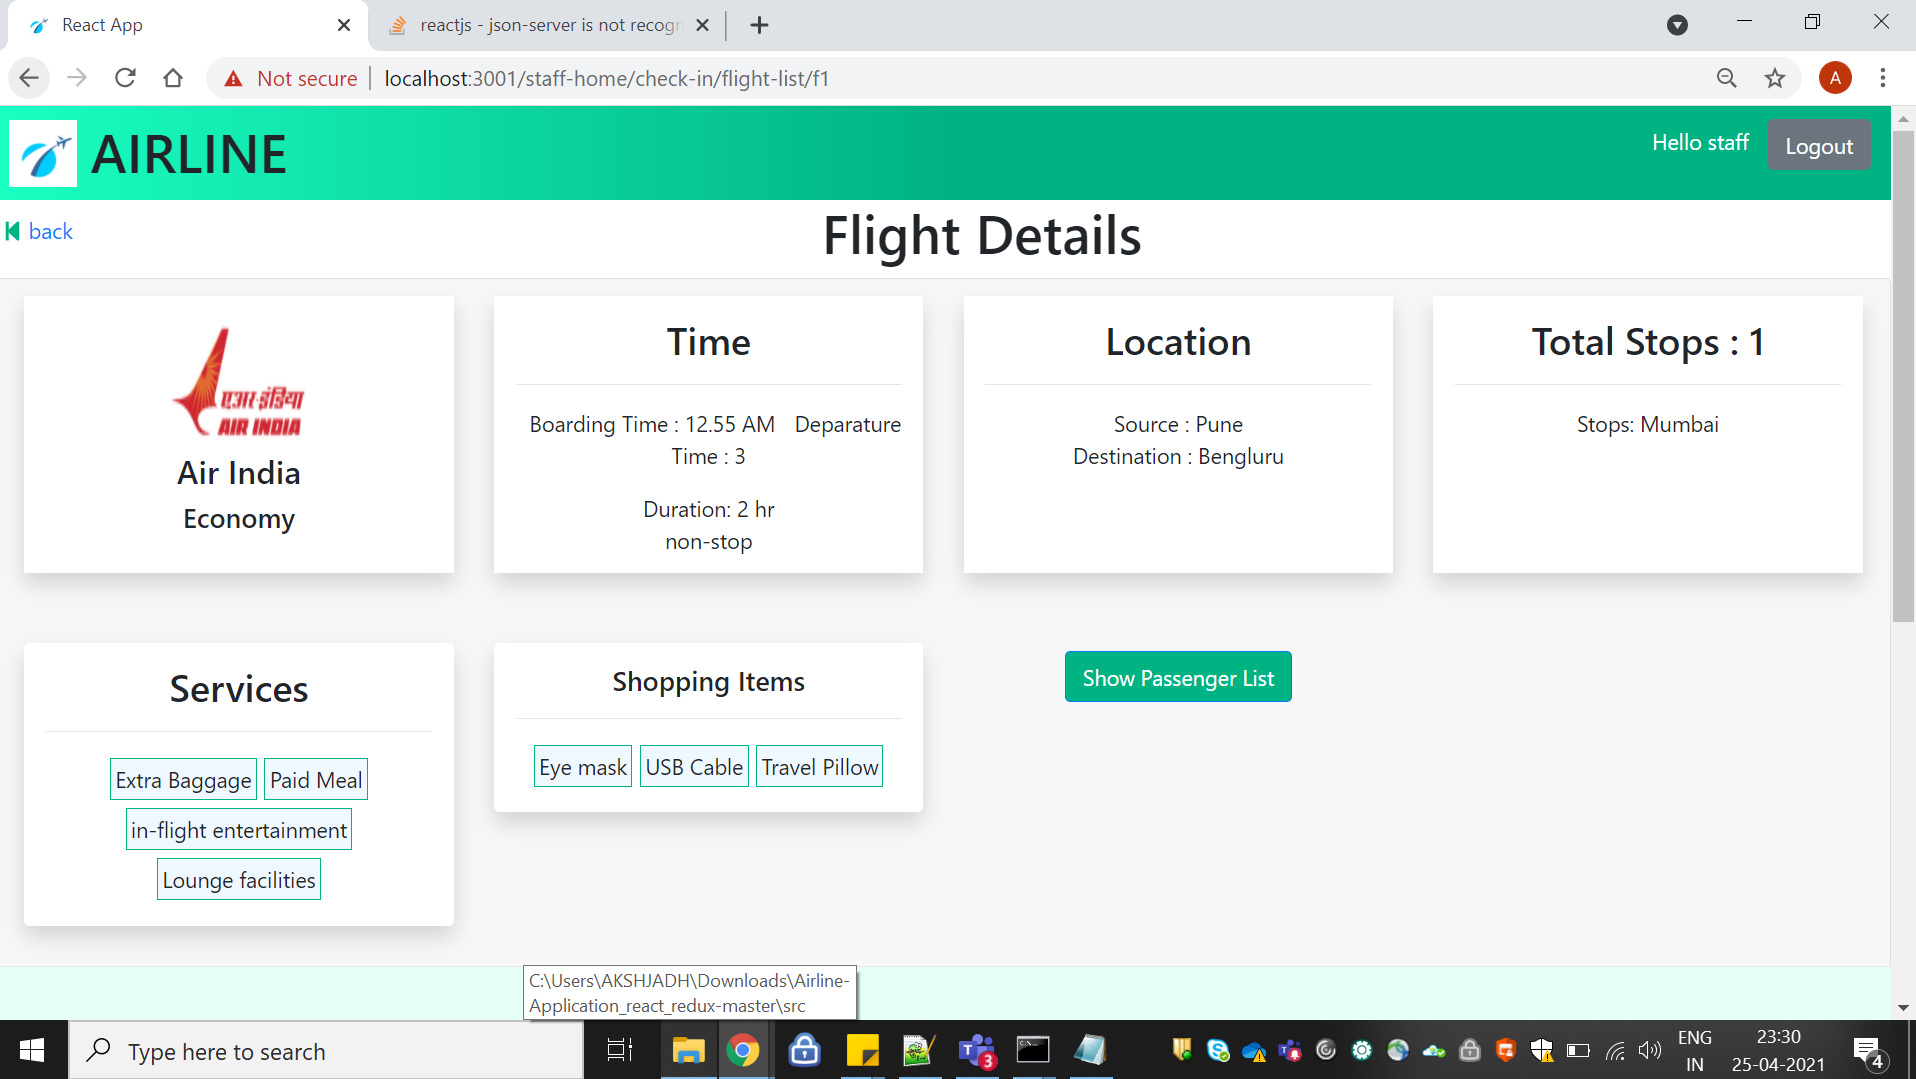 React App
reactjs - json-server is not recogn
Not secure
localhost:3001/staff-home/check-in/flight-list/f1
A
AIRLINE
Hello staff
Logout
back
Flight Details
एअर इंडिया
AIR INDIA
Air India
Economy
Time
Boarding Time : 12.55 AM Deparature
Time : 3
Duration: 2 hr
non-stop
Location
Source : Pune
Destination : Bengluru
Total Stops : 1
Stops: Mumbai
Services
Extra Baggage
Paid Meal
in-flight entertainment
Lounge facilities
Shopping Items
Eye mask
USB Cable
Travel Pillow
Show Passenger List
C:\Users\AKSHJADH\Downloads\Airline-
Application_react_redux-master\src
Type here to search
3
ENG
IN
23:30
25-04-2021
4